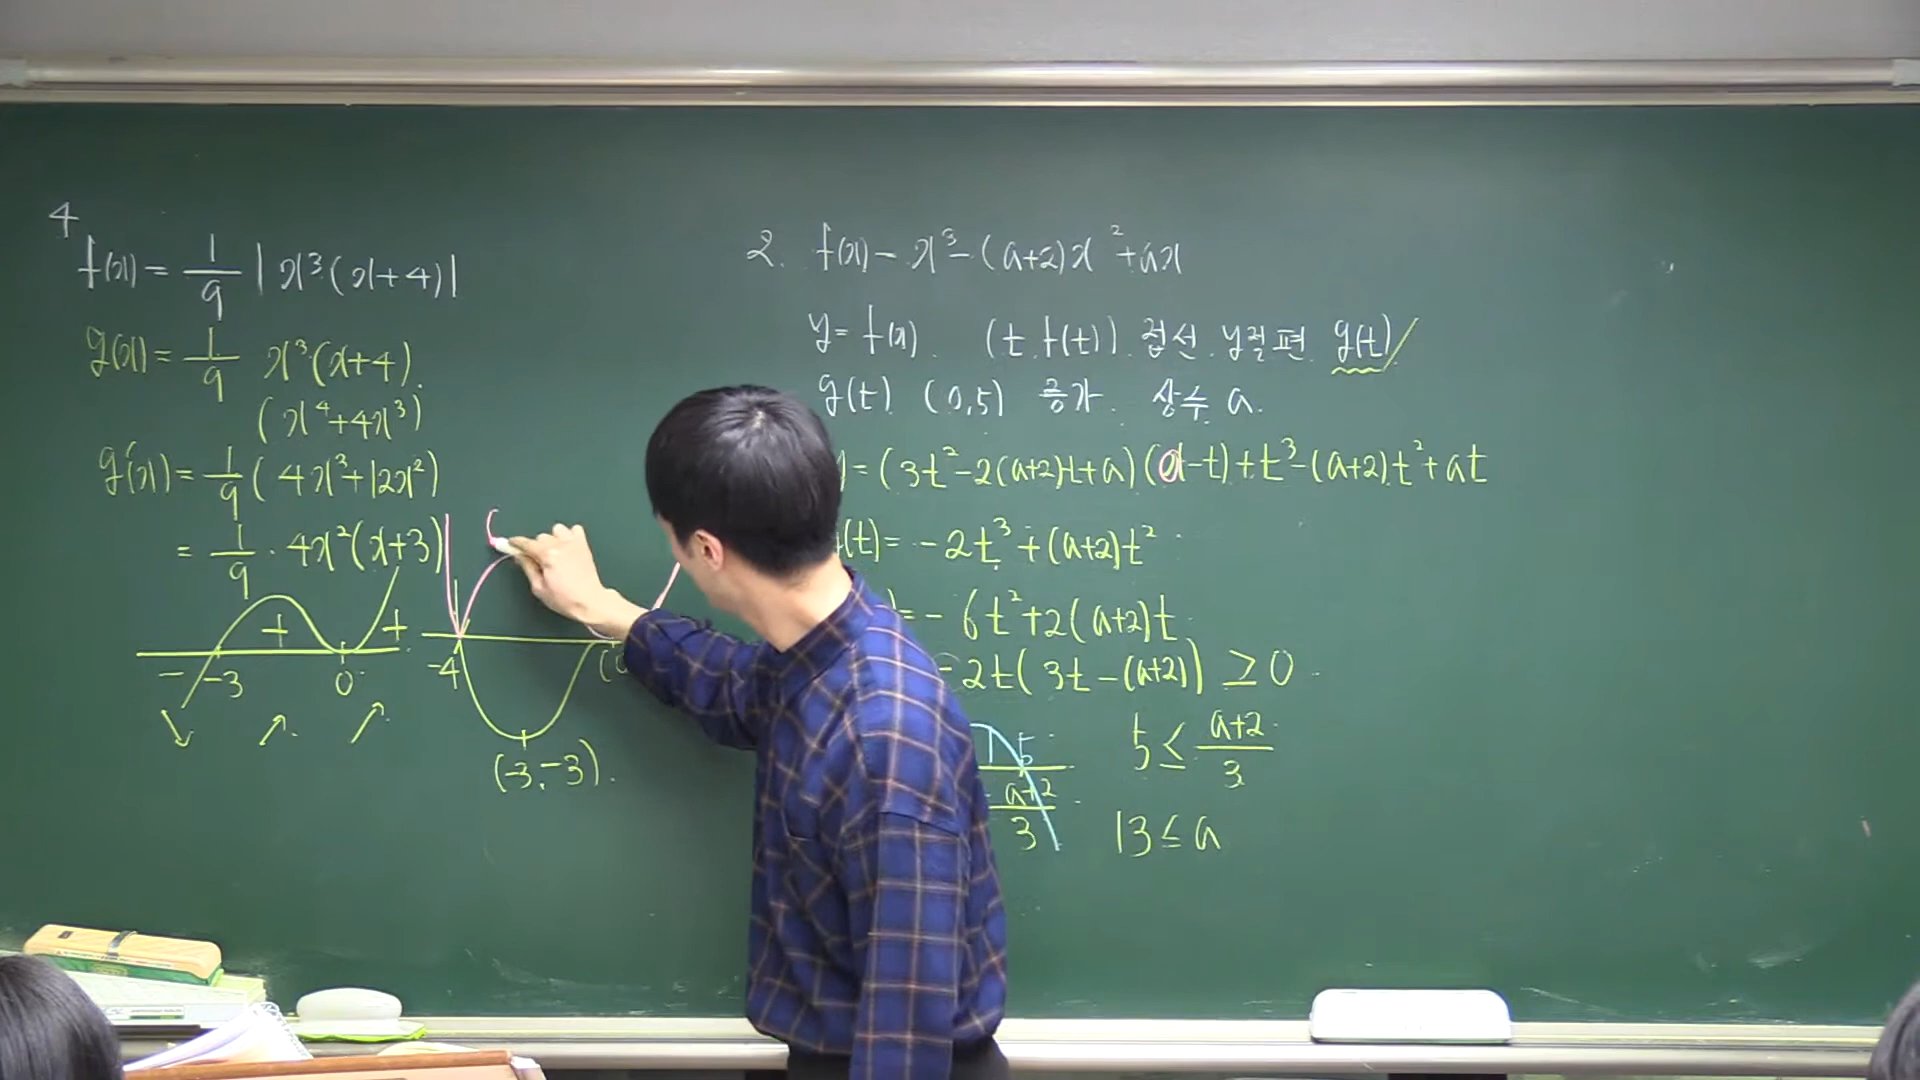 4
f(x) = 1/9 | x³(x+4) |
g(x) = 1/9 x³(x+4).
(x⁴+4x³)
g'(x) = 1/9 ( 4x³+12x²)
= 1/9 · 4x²(x+3)
+ +
- -3 0
-4 (0
(-3,-3).
2. f(x) - x³-(a+2)x²+ax
y= f(x). (t f(t)). 접선. y절편 g(t)
g(t) (0,5) 증가. 상수 a.
= (3t²-2(a+2)t+a)(x-t)+t³-(a+2)t²+at
(t)= -2t³+(a+2)t²
= -6t²+2(a+2)t
-2t(3t-(a+2)) ≥0
5
a+2/3
5≤ a+2/3
13≤a